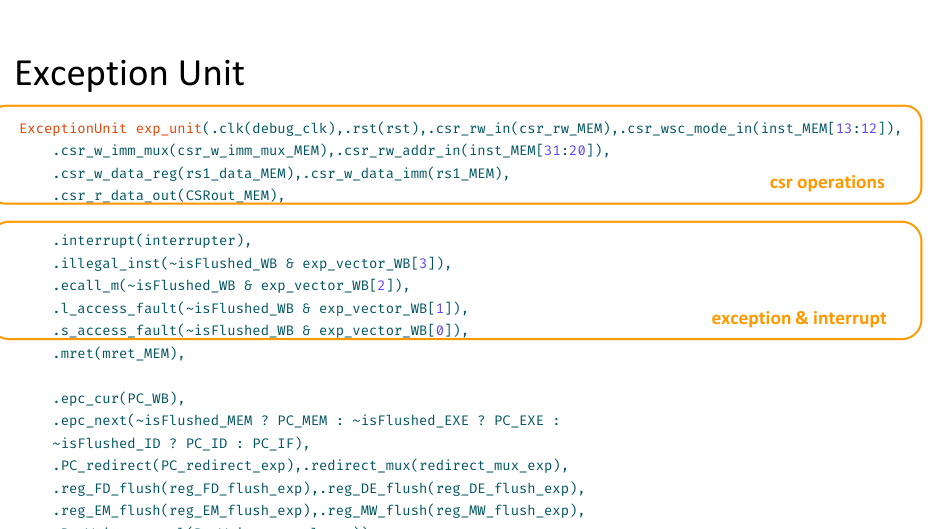 Exception Unit
ExceptionUnit exp_unit(.clk(debug_clk),.rst(rst),.csr_rw_in(csr_rw_MEM),.csr_wsc_mode_in(inst_MEM[13:12]),
.csr_w_imm_mux(csr_w_imm_mux_MEM),.csr_rw_addr_in(inst_MEM[31:20]),
.csr_w_data_reg(rs1_data_MEM),.csr_w_data_imm(rs1_MEM),
.csr_r_data_out(CSRout_MEM),
csr operations
.interrupt(interrupter),
.illegal_inst(~isFlushed_WB & exp_vector_WB[3]),
.ecall_m(~isFlushed_WB & exp_vector_WB[2]),
.l_access_fault(~isFlushed_WB & exp_vector_WB[1]),
.s_access_fault(~isFlushed_WB & exp_vector_WB[0]),
exception & interrupt
.mret(mret_MEM),
.epc_cur(PC_WB),
.epc_next(~isFlushed_MEM ? PC_MEM : ~isFlushed_EXE ? PC_EXE :
~isFlushed_ID ? PC_ID : PC_IF),
.PC_redirect(PC_redirect_exp),.redirect_mux(redirect_mux_exp),
.reg_FD_flush(reg_FD_flush_exp),.reg_DE_flush(reg_DE_flush_exp),
.reg_EM_flush(reg_EM_flush_exp),.reg_MW_flush(reg_MW_flush_exp),